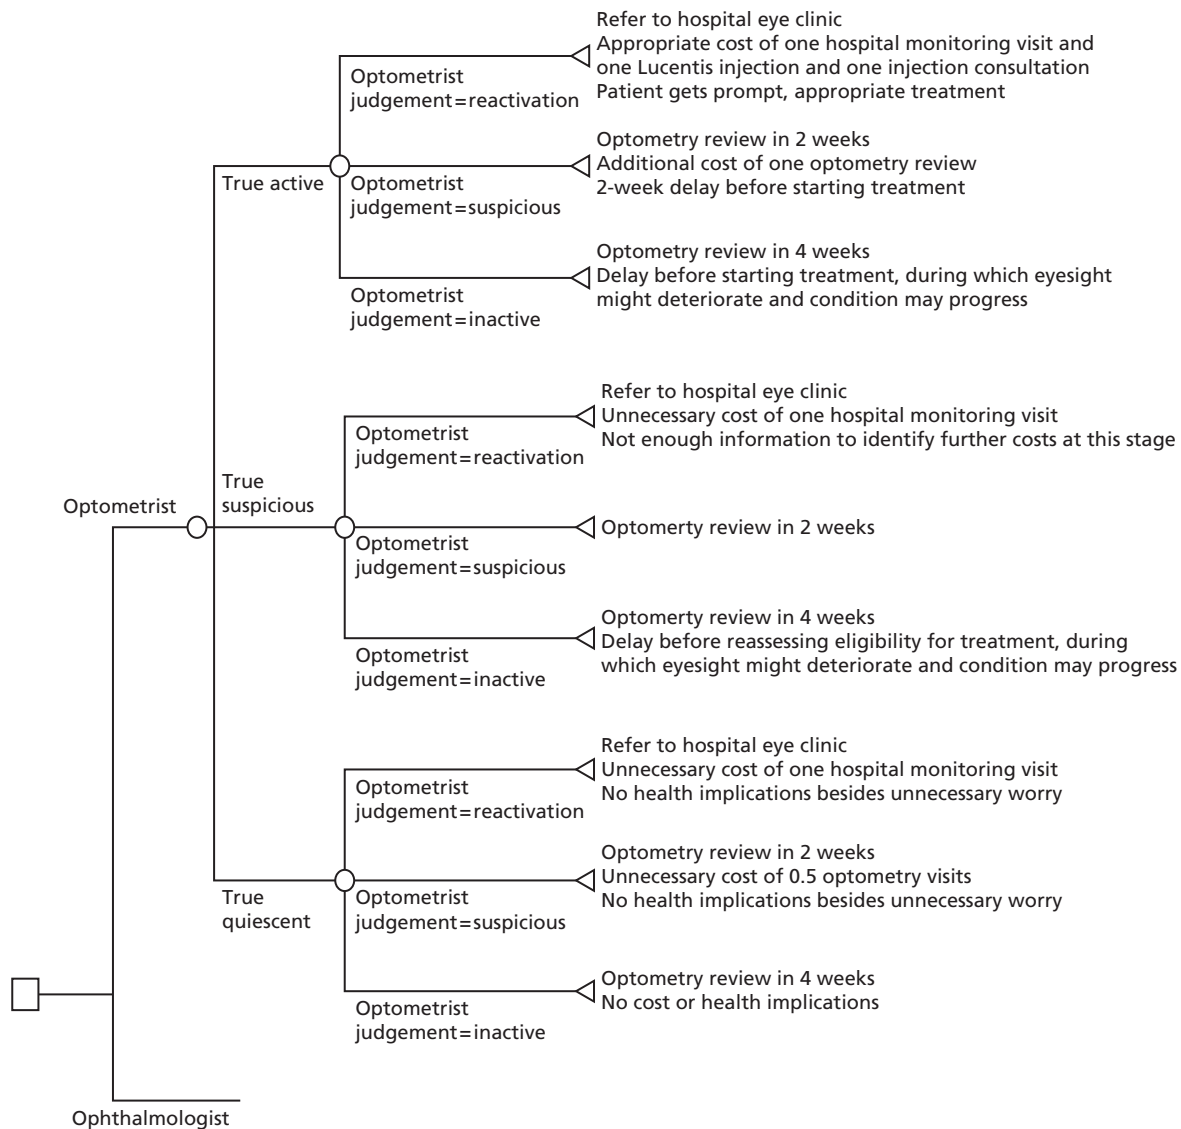 Refer to hospital eye clinic
Appropriate cost of one hospital monitoring visit and
one Lucentis injection and one injection consultation
Patient gets prompt, appropriate treatment
Optometrist
judgement=reactivation
Optometry review in 2 weeks
Additional cost of one optometry review
2-week delay before starting treatment
True active
Optometrist
judgement=suspicious
Optometry review in 4 weeks
Delay before starting treatment, during which eyesight
might deteriorate and condition may progress
Optometrist
judgement=inactive
Refer to hospital eye clinic
Unnecessary cost of one hospital monitoring visit
Not enough information to identify further costs at this stage
Optometrist
judgement=reactivation
Optometrist
True
suspicious
Optomerty review in 2 weeks
Optometrist
judgement=suspicious
Optomerty review in 4 weeks
Delay before reassessing eligibility for treatment, during
which eyesight might deteriorate and condition may progress
Optometrist
judgement=inactive
Refer to hospital eye clinic
Unnecessary cost of one hospital monitoring visit
No health implications besides unnecessary worry
Optometrist
judgement=reactivation
Optometry review in 2 weeks
Unnecessary cost of 0.5 optometry visits
No health implications besides unnecessary worry
True
quiescent
Optometrist
judgement=suspicious
Optometry review in 4 weeks
No cost or health implications
Optometrist
judgement=inactive
Ophthalmologist